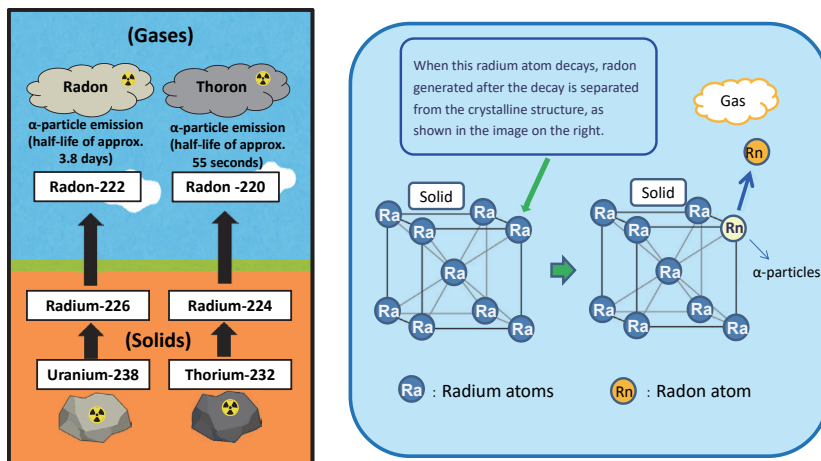 (Gases)
Radon
Thoron
α-particle emission
(half-life of approx.
3.8 days)
α-particle emission
(half-life of approx.
55 seconds)
Radon-222
Radon -220
Radium-226
Radium-224
(Solids)
Uranium-238
Thorium-232
When this radium atom decays, radon
generated after the decay is separated
from the crystalline structure, as
shown in the image on the right.
Gas
Rn
Solid
Ra
Ra
Ra
Ra
Ra
Ra
Ra
Ra
Ra
Solid
Ra
Ra
Rn
Ra
Ra
Ra
Ra
Ra
Ra
α-particles
Ra : Radium atoms
Rn : Radon atom